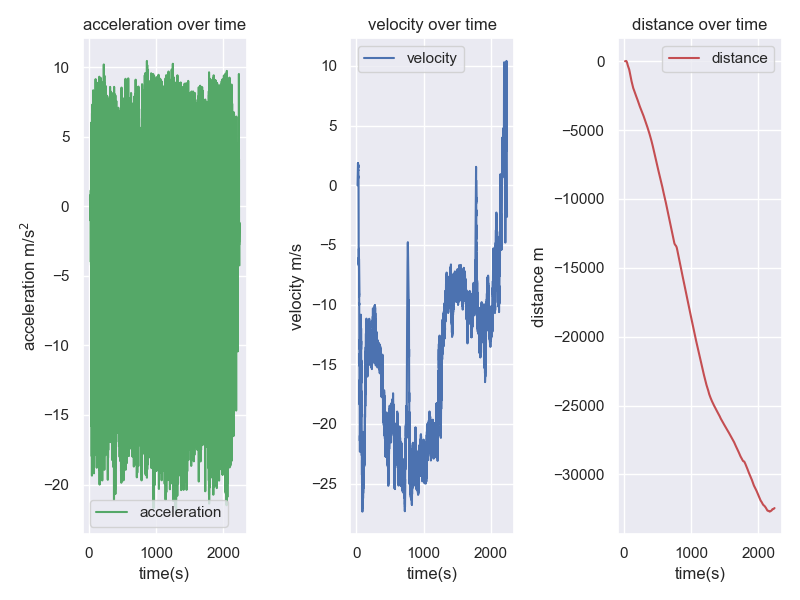 acceleration over time
10
5
0
−5
−10
−15
−20
acceleration m/s²
acceleration
0
1000
2000
time(s)
velocity over time
velocity
10
5
0
−5
−10
−15
−20
−25
velocity m/s
0
1000
2000
time(s)
distance over time
distance
0
−5000
−10000
−15000
−20000
−25000
−30000
distance m
0
1000
2000
time(s)